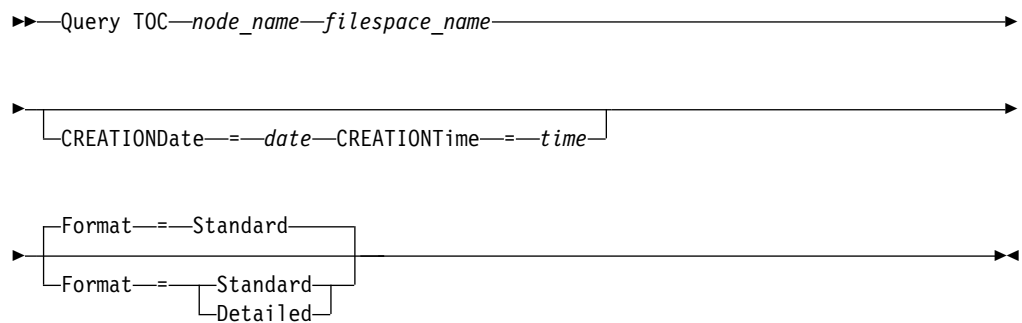 Query TOC node_name filespace_name
CREATIONDate = date CREATIONTime = time
Format = Standard
Format = Standard
Detailed